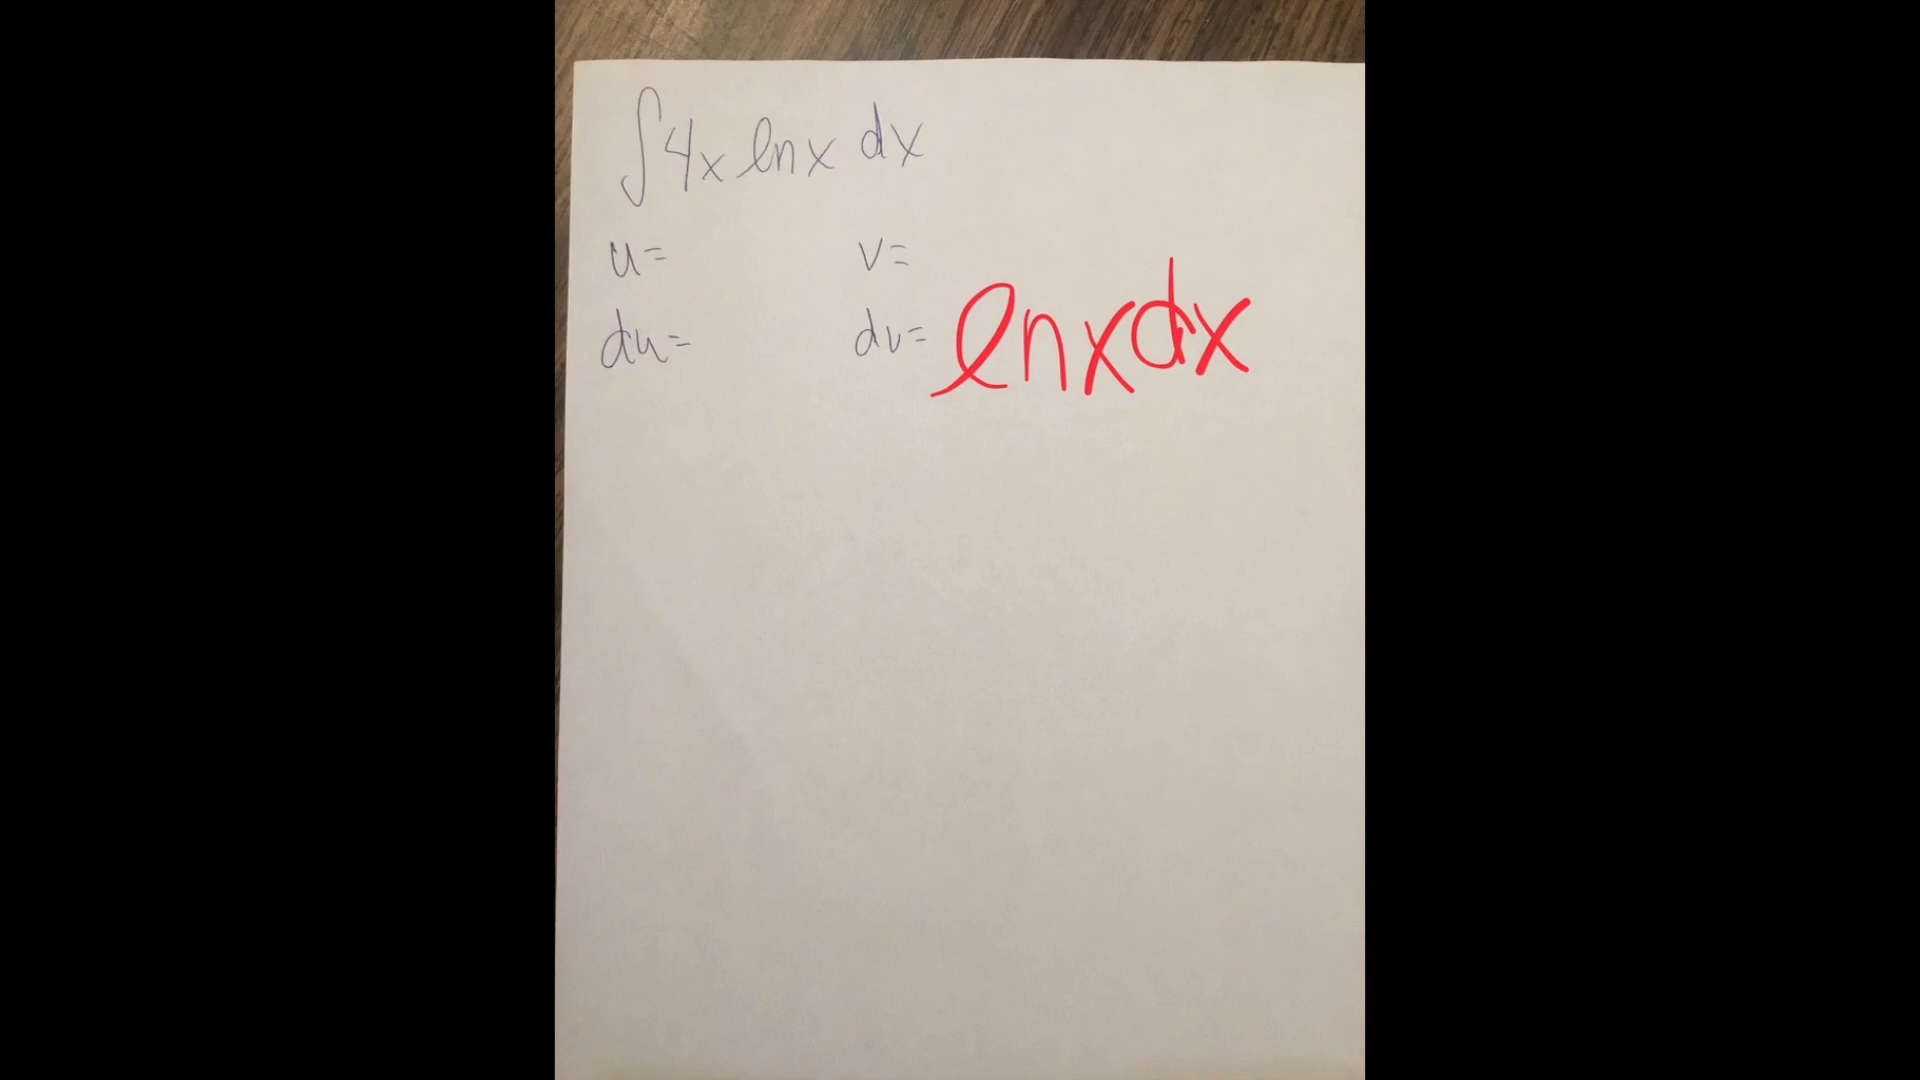 ∫4x lnx dx
u= v=
du= dv= lnxdx